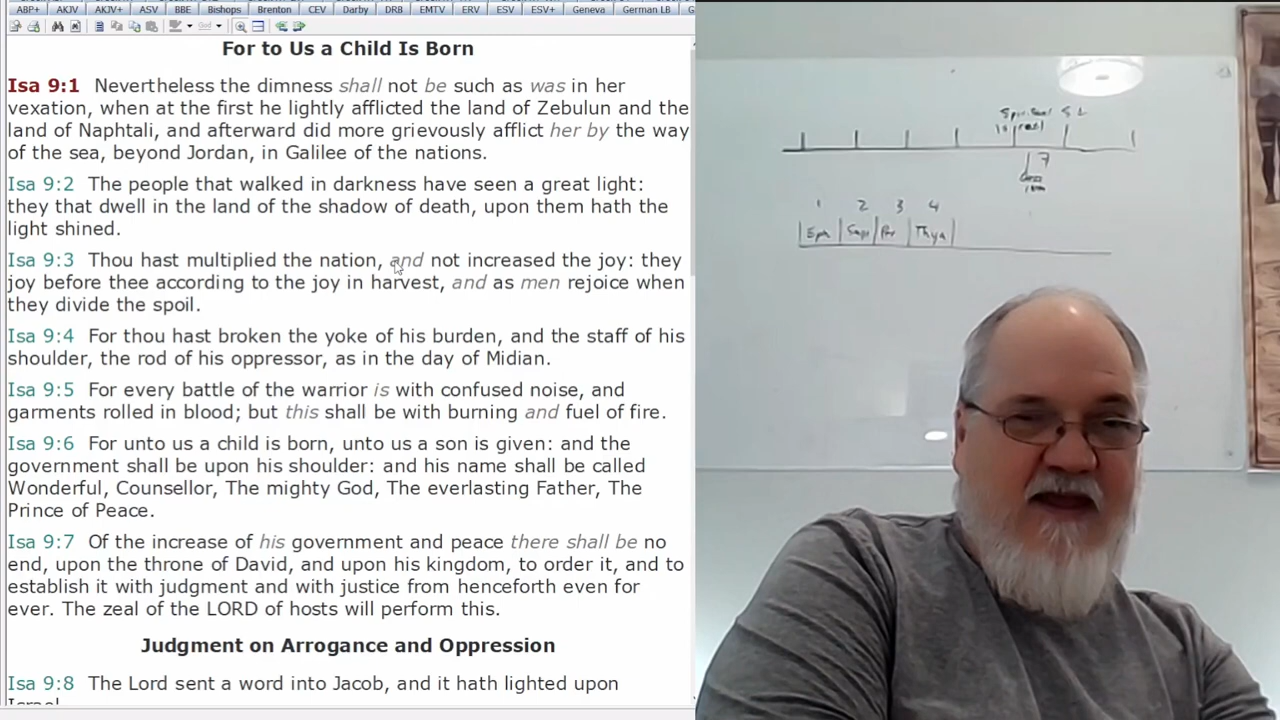 ABP+ AKJV AKJV+ ASV BBE Bishops Brenton CEV Darby DRB EMTV ERV ESV ESV+ Geneva German LB G
For to Us a Child Is Born
Isa 9:1 Nevertheless the dimness shall not be such as was in her
vexation, when at the first he lightly afflicted the land of Zebulun and the
land of Naphtali, and afterward did more grievously afflict her by the way
of the sea, beyond Jordan, in Galilee of the nations.
Isa 9:2 The people that walked in darkness have seen a great light:
they that dwell in the land of the shadow of death, upon them hath the
light shined.
Isa 9:3 Thou hast multiplied the nation, and not increased the joy: they
joy before thee according to the joy in harvest, and as men rejoice when
they divide the spoil.
Isa 9:4 For thou hast broken the yoke of his burden, and the staff of his
shoulder, the rod of his oppressor, as in the day of Midian.
Isa 9:5 For every battle of the warrior is with confused noise, and
garments rolled in blood; but this shall be with burning and fuel of fire.
Isa 9:6 For unto us a child is born, unto us a son is given: and the
government shall be upon his shoulder: and his name shall be called
Wonderful, Counsellor, The mighty God, The everlasting Father, The
Prince of Peace.
Isa 9:7 Of the increase of his government and peace there shall be no
end, upon the throne of David, and upon his kingdom, to order it, and to
establish it with judgment and with justice from henceforth even for
ever. The zeal of the LORD of hosts will perform this.
Judgment on Arrogance and Oppression
Isa 9:8 The Lord sent a word into Jacob, and it hath lighted upon
Spiritual
7
1 2 3 4
Eph Thya